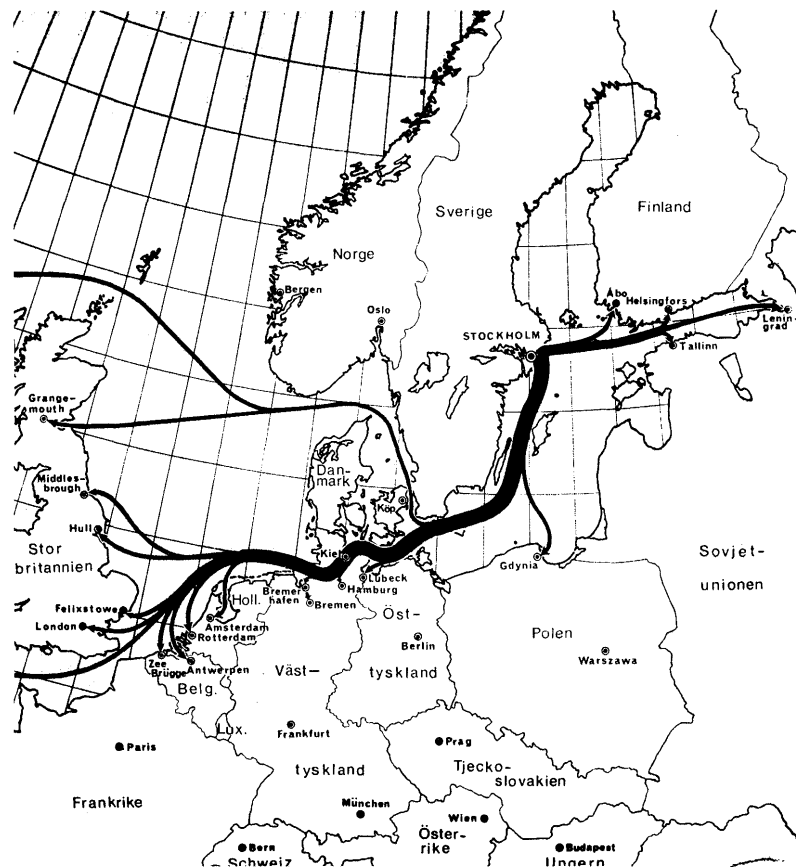 Sverige
Finland
Norge
Bergen
Oslo
Åbo
Helsingfors
Lenin-
grad
STOCKHOLM
Tallinn
Grange-
mouth
Dan-
mark
Middles-
brough
Köp.
Hull
Kiel
Stor
britannien
Gdynia
Sovjet-
unionen
Lübeck
Hamburg
Bremer
hafen
Bremen
Holl.
Felixstowe
London
Amsterdam
Rotterdam
Öst-
tyskland
Berlin
Polen
Warszawa
Zee
Brügge
Antwerpen
Belg.
Väst-
tyskland
Lux.
Frankfurt
Paris
Prag
Tjecko-
slovakien
Frankrike
München
Wien
Öster-
rike
Bern
Schweiz
Budapest
Ungern